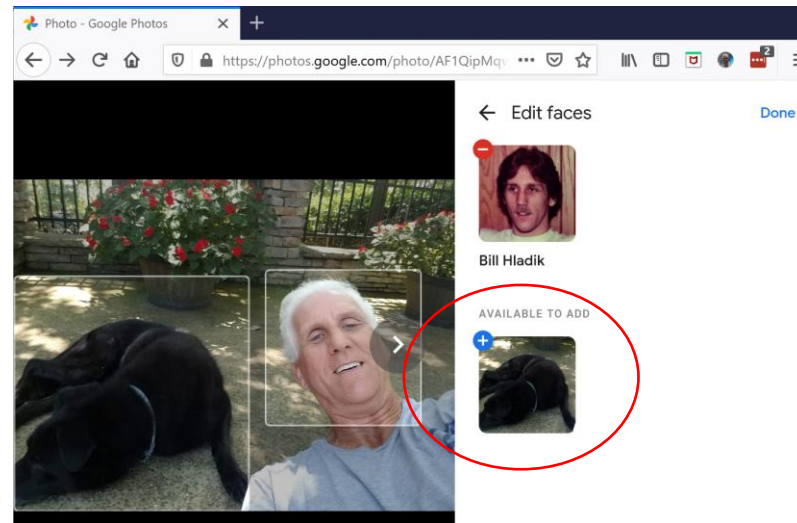 Photo - Google Photos
https://photos.google.com/photo/AF1QipMqv
2
Edit faces
Done
Bill Hladik
AVAILABLE TO ADD